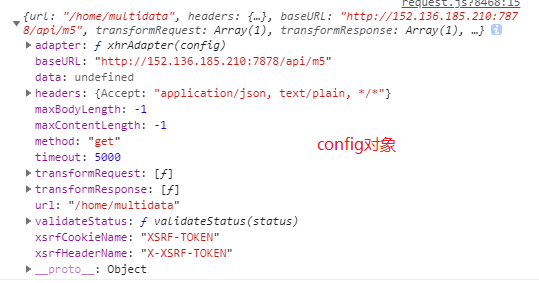 request.js?8468:15
▼{url: "/home/multidata", headers: {…}, baseURL: "http://152.136.185.210:787
8/api/m5", transformRequest: Array(1), transformResponse: Array(1), …} i
▶ adapter: ƒ xhrAdapter(config)
baseURL: "http://152.136.185.210:7878/api/m5"
data: undefined
▶ headers: {Accept: "application/json, text/plain, */*"}
maxBodyLength: -1
maxContentLength: -1
method: "get"
config对象
timeout: 5000
▶ transformRequest: [ƒ]
▶ transformResponse: [ƒ]
url: "/home/multidata"
▶ validateStatus: ƒ validateStatus(status)
xsrfCookieName: "XSRF-TOKEN"
xsrfHeaderName: "X-XSRF-TOKEN"
▶ __proto__: Object